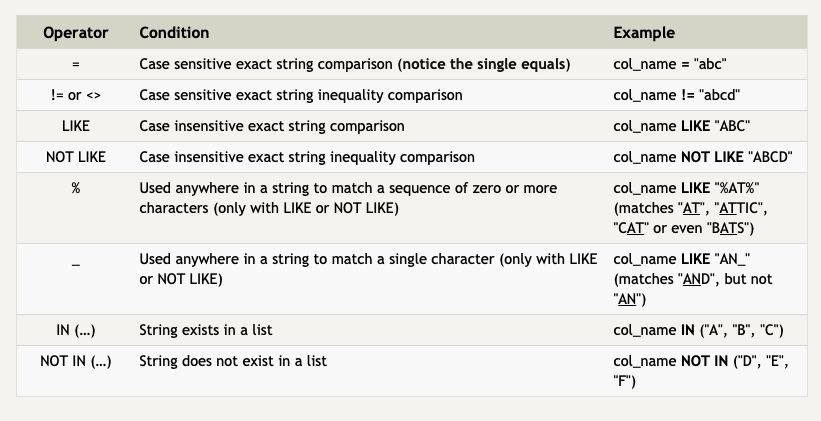 Operator Condition Example
= Case sensitive exact string comparison (notice the single equals) col_name = "abc"
!= or <> Case sensitive exact string inequality comparison col_name != "abcd"
LIKE Case insensitive exact string comparison col_name LIKE "ABC"
NOT LIKE Case insensitive exact string inequality comparison col_name NOT LIKE "ABCD"
% Used anywhere in a string to match a sequence of zero or more col_name LIKE "%AT%"
characters (only with LIKE or NOT LIKE) (matches "AT", "ATTIC",
"CAT" or even "BATS")
_ Used anywhere in a string to match a single character (only with LIKE col_name LIKE "AN_"
or NOT LIKE) (matches "AND", but not
"AN")
IN (…) String exists in a list col_name IN ("A", "B", "C")
NOT IN (…) String does not exist in a list col_name NOT IN ("D", "E",
"F")